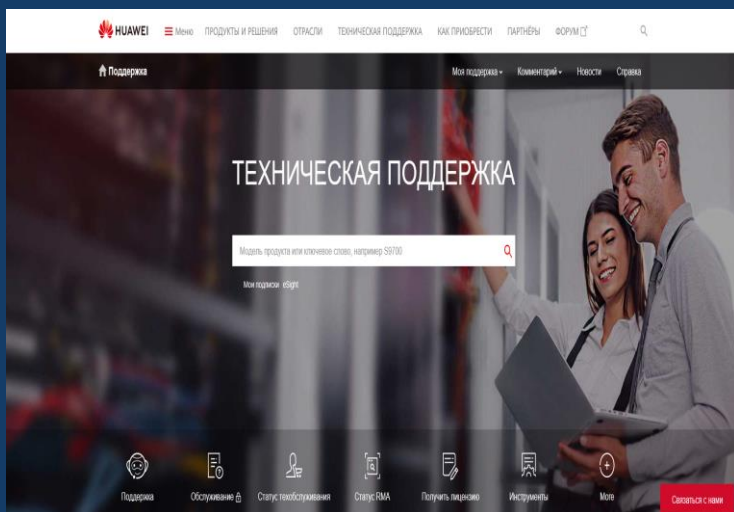 HUAWEI Меню ПРОДУКТЫ И РЕШЕНИЯ ОТРАСЛИ ТЕХНИЧЕСКАЯ ПОДДЕРЖКА КАК ПРИОБРЕСТИ ПАРТНЁРЫ ФОРУМ
Поддержка Моя поддержка Комментарий Новости Справка
ТЕХНИЧЕСКАЯ ПОДДЕРЖКА
Модель продукта или ключевое слово, например S9700
Мои подписки eSight
Поддержка Обслуживание Статус техобслуживания Статус RMA Получить лицензию Инструменты More
Связаться с нами